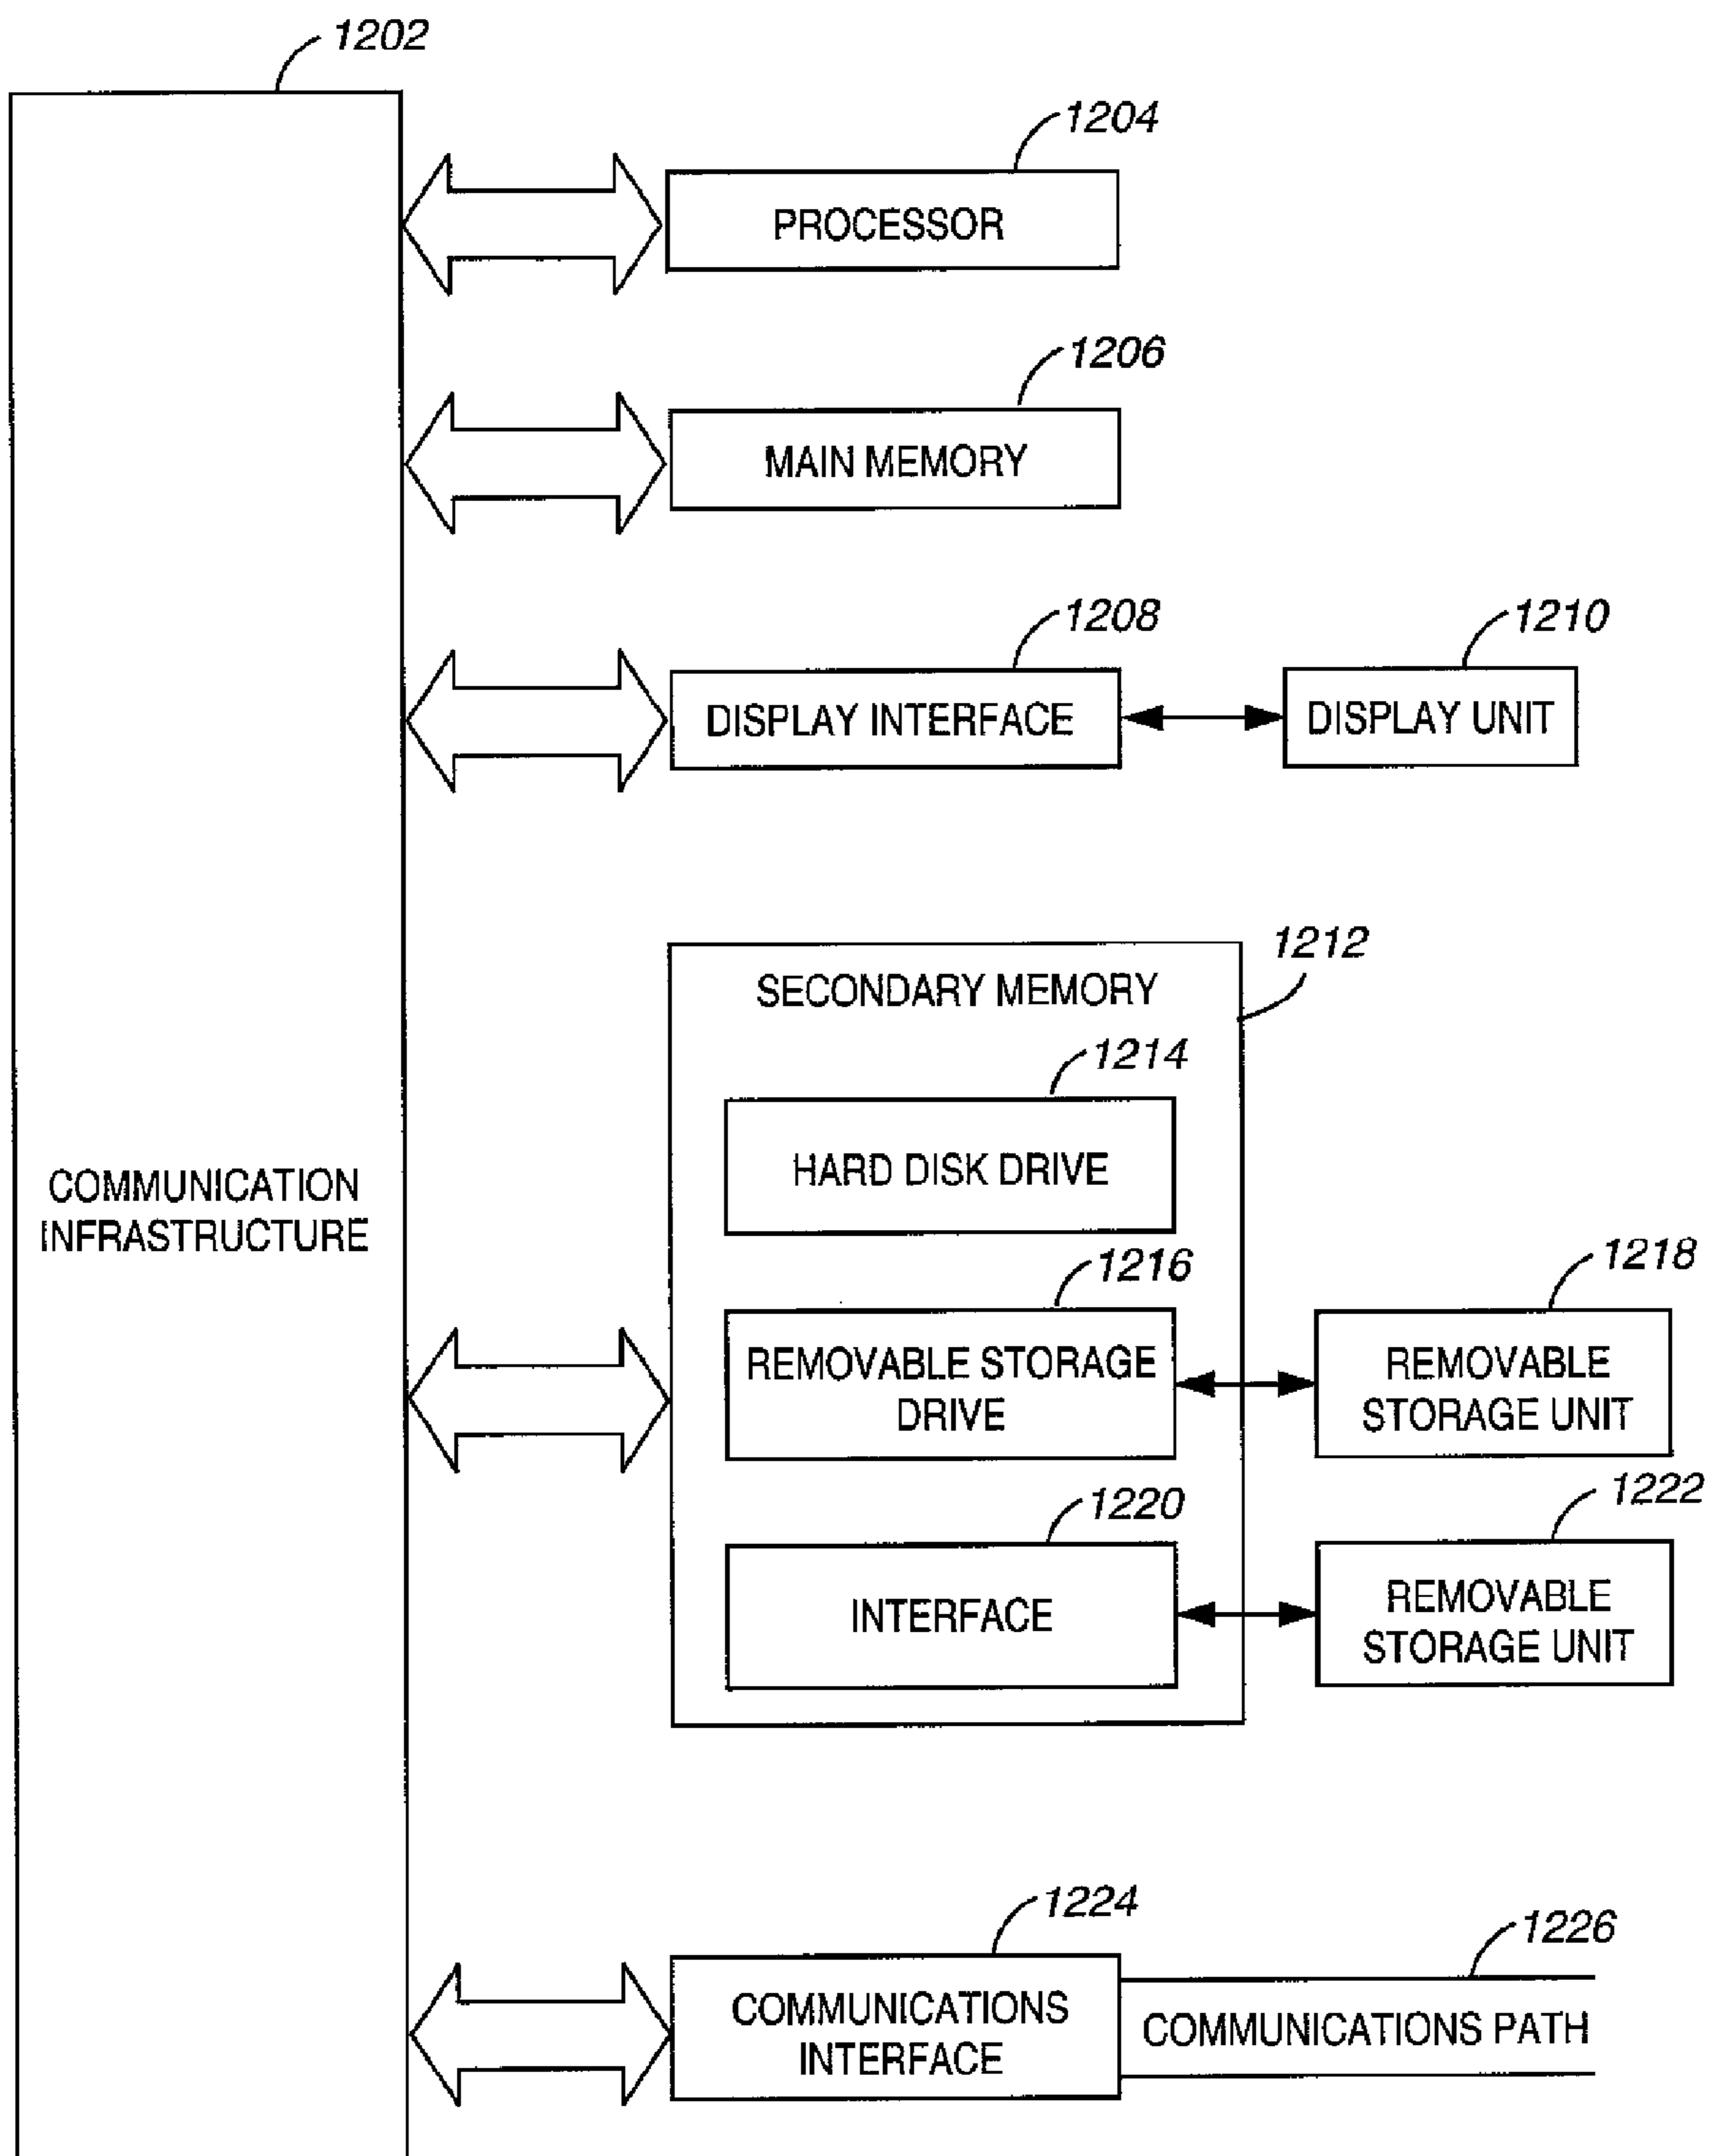 1202
1204
PROCESSOR
1206
MAIN MEMORY
1208
DISPLAY INTERFACE
1210
DISPLAY UNIT
1212
SECONDARY MEMORY
1214
HARD DISK DRIVE
COMMUNICATION
INFRASTRUCTURE
1216
REMOVABLE STORAGE
DRIVE
1218
REMOVABLE
STORAGE UNIT
1220
INTERFACE
1222
REMOVABLE
STORAGE UNIT
1224
COMMUNICATIONS
INTERFACE
1226
COMMUNICATIONS PATH